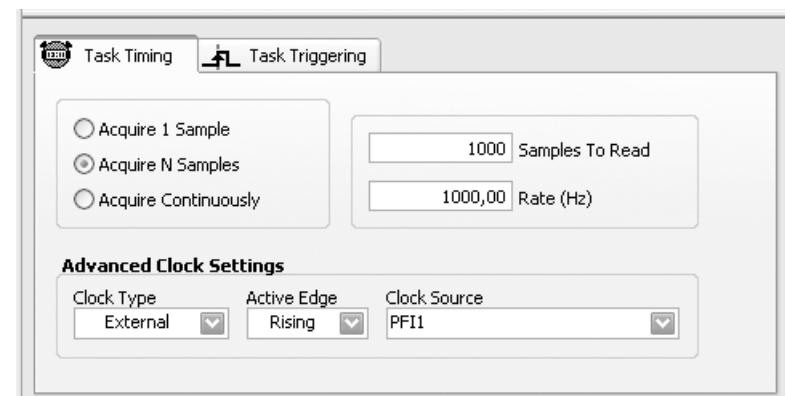 Task Timing
Task Triggering
Acquire 1 Sample
Acquire N Samples
Acquire Continuously
1000 Samples To Read
1000,00 Rate (Hz)
Advanced Clock Settings
Clock Type Active Edge Clock Source
External Rising PFI1